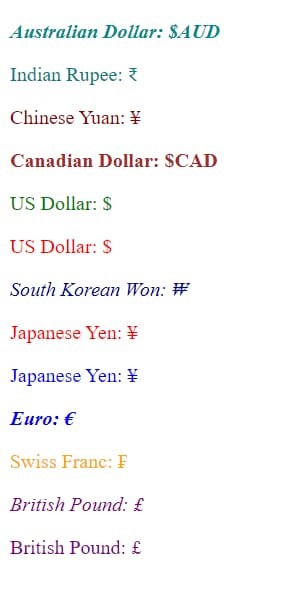 Australian Dollar: $AUD
Indian Rupee: ₹
Chinese Yuan: ¥
Canadian Dollar: $CAD
US Dollar: $
US Dollar: $
South Korean Won: ₩
Japanese Yen: ¥
Japanese Yen: ¥
Euro: €
Swiss Franc: ₣
British Pound: £
British Pound: £